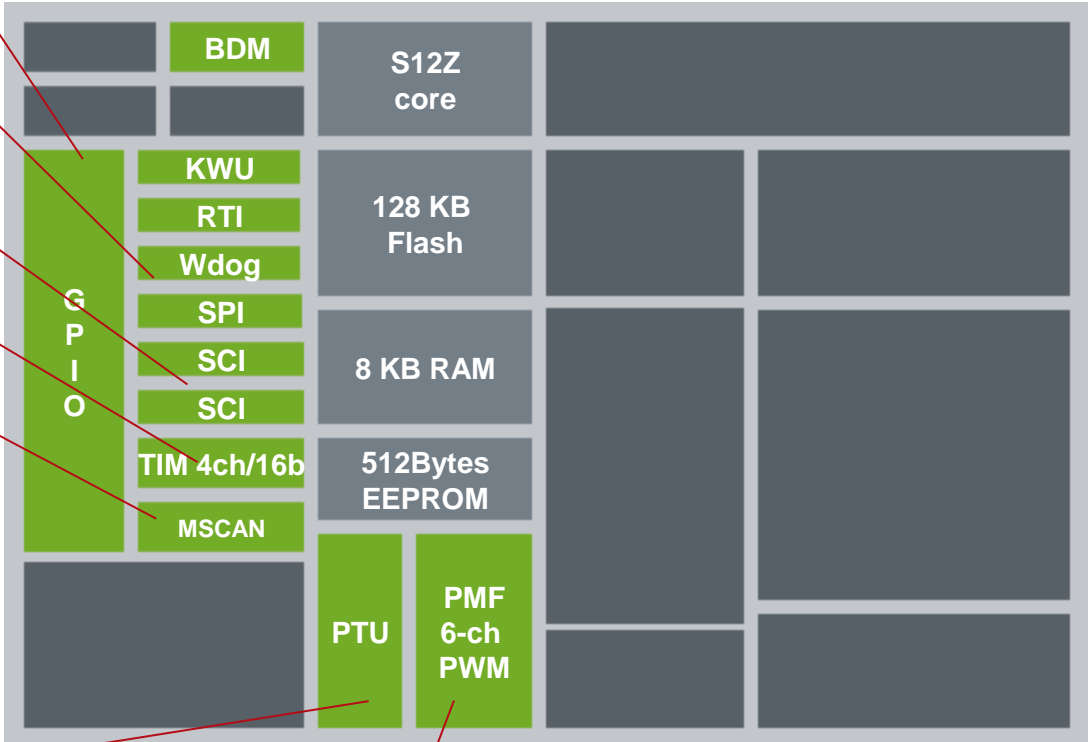 BDM
S12Z
core
KWU
RTI
Wdog
SPI
SCI
SCI
TIM 4ch/16b
MSCAN
G
P
I
O
128 KB
Flash
8 KB RAM
512Bytes
EEPROM
PTU
PMF
6-ch
PWM